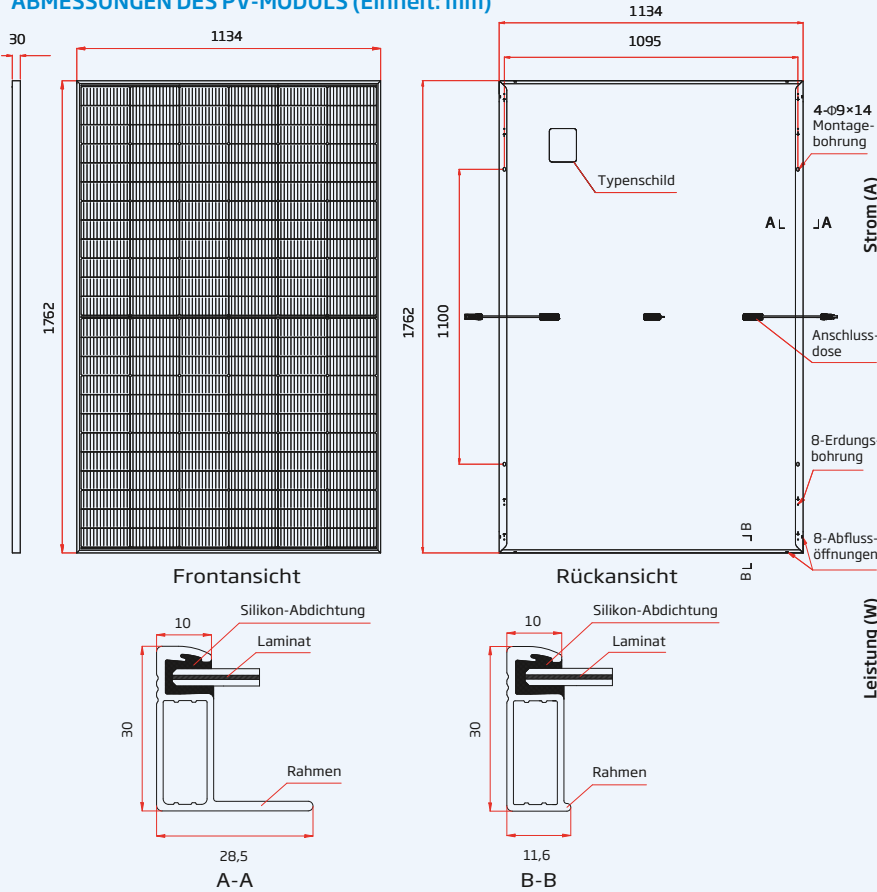 ABMESSUNGEN DES PV-MODULS (Einheit: mm)
30
1134
1762
Frontansicht
1134
1095
1762
1100
4-Φ9×14
Montage-
bohrung
Typenschild
A
A
Anschluss-
dose
8-Erdungs-
bohrung
8-Abfluss-
öffnungen
B
B
Rückansicht
Strom (A)
Leistung (W)
10
Silikon-Abdichtung
Laminat
30
Rahmen
28,5
A-A
10
Silikon-Abdichtung
Laminat
30
Rahmen
11,6
B-B